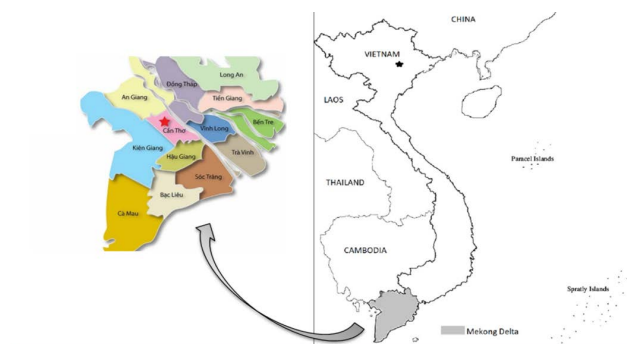 Long An
Đồng Tháp
An Giang
Tiền Giang
Bến Tre
Cần Thơ
Vĩnh Long
Kiên Giang
Hậu Giang
Trà Vinh
Sóc Trăng
Bạc Liêu
Cà Mau
CHINA
VIETNAM
LAOS
Paracel Islands
THAILAND
CAMBODIA
Spratly Islands
Mekong Delta